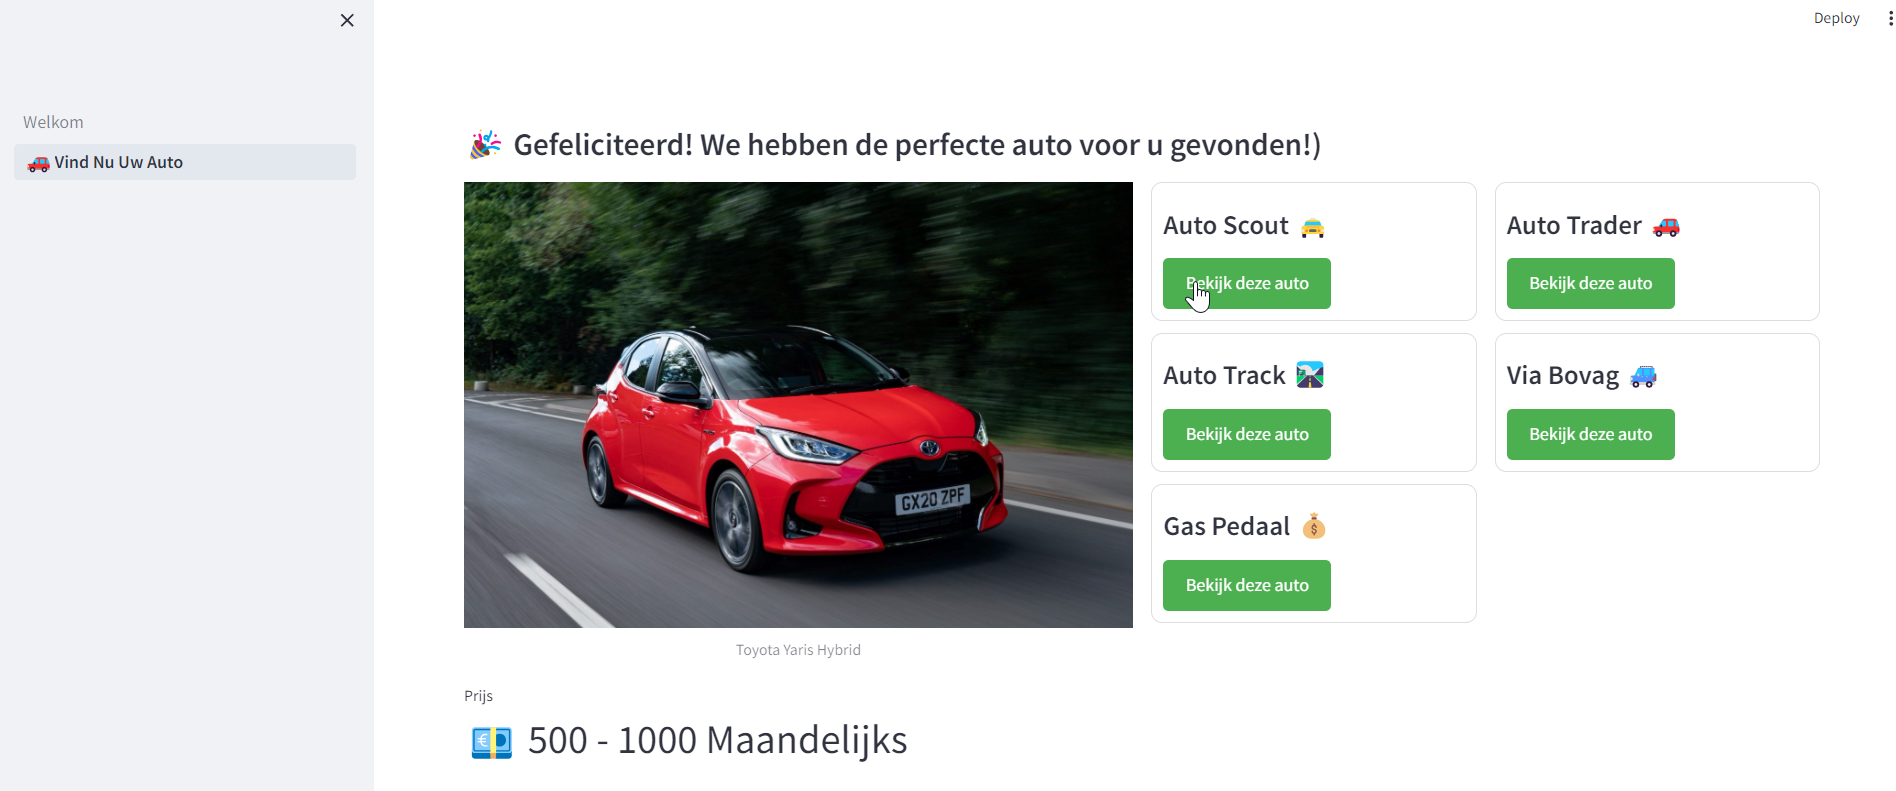 Deploy
Welkom
🚗 Vind Nu Uw Auto
🎉 Gefeliciteerd! We hebben de perfecte auto voor u gevonden!)
GX20 ZPF
Toyota Yaris Hybrid
Auto Scout 🚖
Bekijk deze auto
Auto Trader 🚗
Bekijk deze auto
Auto Track 🛣️
Bekijk deze auto
Via Bovag 🚙
Bekijk deze auto
Gas Pedaal 💰
Bekijk deze auto
Prijs
💶 500 - 1000 Maandelijks